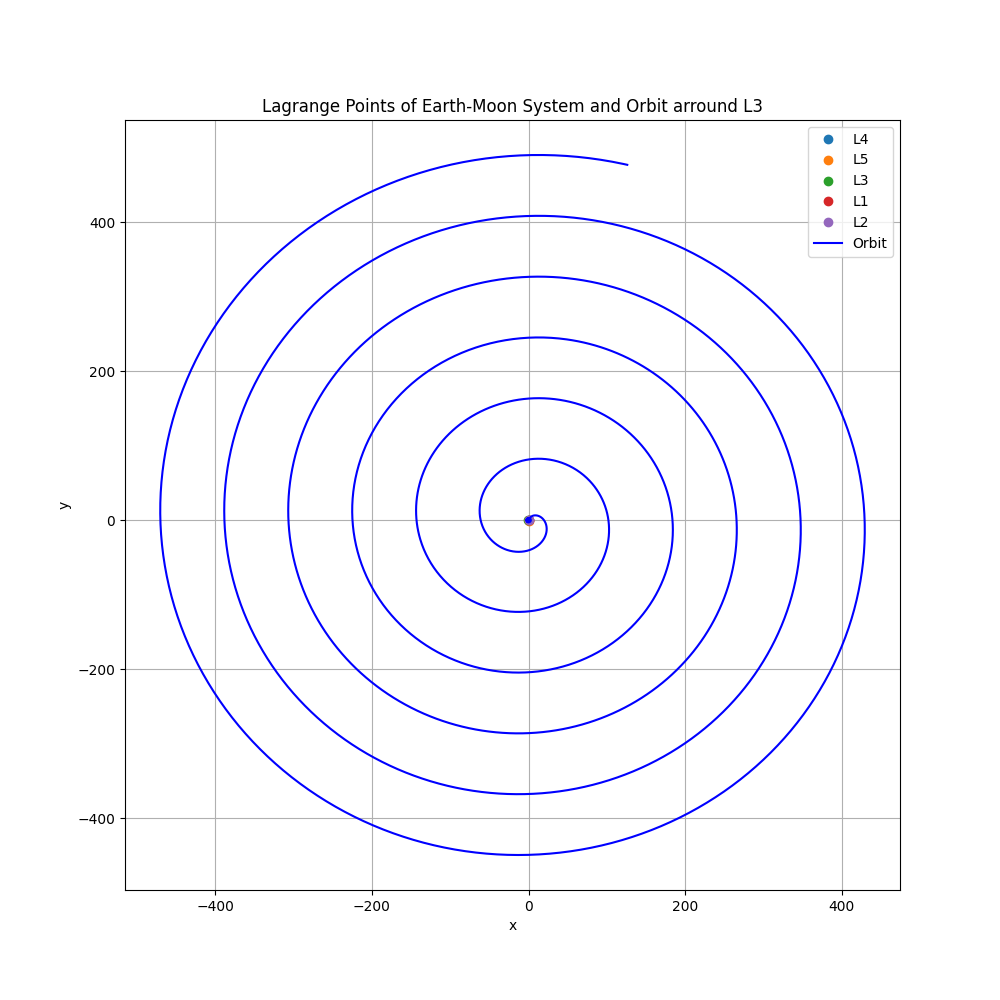 Lagrange Points of Earth-Moon System and Orbit arround L3
L4
L5
L3
L1
L2
Orbit
400
200
0
−200
−400
y
−400 −200 0 200 400
x